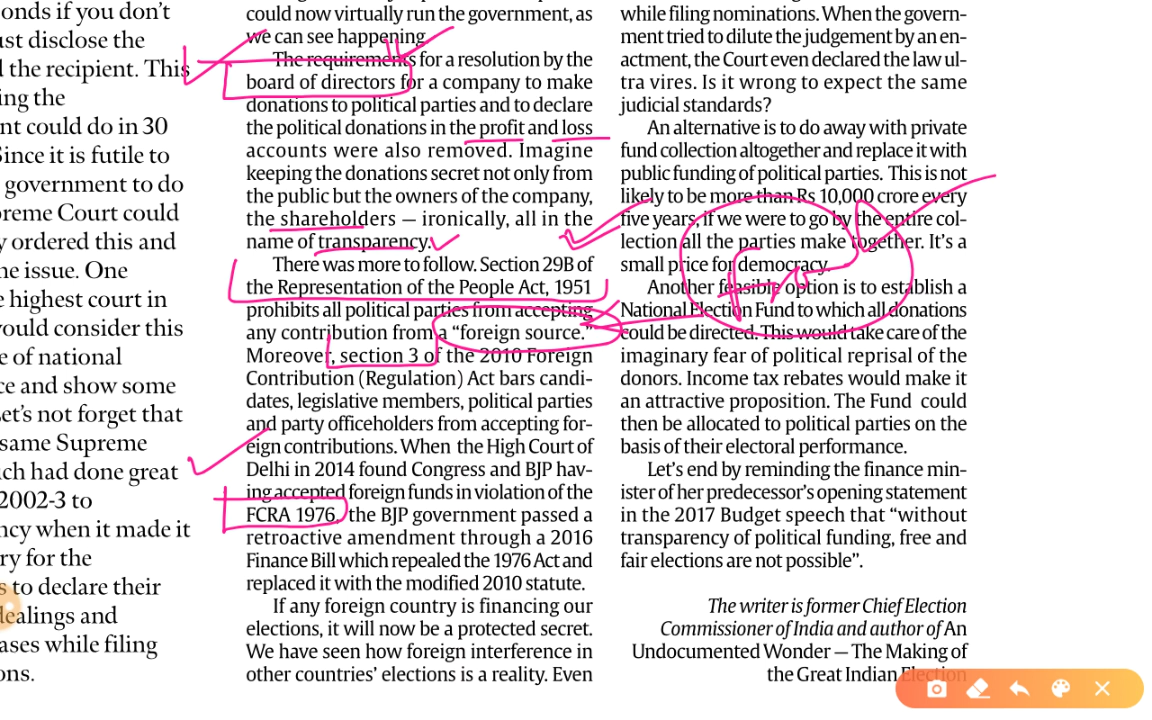 onds if you don't
ust disclose the
the recipient. This
ing the
nt could do in 30
Since it is futile to
government to do
preme Court could
y ordered this and
ne issue. One
e highest court in
would consider this
e of national
ce and show some
Let's not forget that
same Supreme
ich had done great
2002-3 to
ncy when it made it
ry for the
s to declare their
dealings and
ases while filing
ons.
could now virtually run the government, as
we can see happening.
The requirements for a resolution by the
board of directors for a company to make
donations to political parties and to declare
the political donations in the profit and loss
accounts were also removed. Imagine
keeping the donations secret not only from
the public but the owners of the company,
the shareholders — ironically, all in the
name of transparency.
There was more to follow. Section 29B of
the Representation of the People Act, 1951
prohibits all political parties from accepting
any contribution from a “foreign source.”
Moreover, section 3 of the 2010 Foreign
Contribution (Regulation) Act bars candi-
dates, legislative members, political parties
and party officeholders from accepting for-
eign contributions. When the High Court of
Delhi in 2014 found Congress and BJP hav-
ing accepted foreign funds in violation of the
FCRA 1976, the BJP government passed a
retroactive amendment through a 2016
Finance Bill which repealed the 1976 Act and
replaced it with the modified 2010 statute.
If any foreign country is financing our
elections, it will now be a protected secret.
We have seen how foreign interference in
other countries’ elections is a reality. Even
while filing nominations. When the govern-
ment tried to dilute the judgement by an en-
actment, the Court even declared the law ul-
tra vires. Is it wrong to expect the same
judicial standards?
An alternative is to do away with private
fund collection altogether and replace it with
public funding of political parties. This is not
likely to be more than Rs 10,000 crore every
five years, if we were to go by the entire col-
lection all the parties make together. It’s a
small price for democracy.
Another feasible option is to establish a
National Election Fund to which all donations
could be directed. This would take care of the
imaginary fear of political reprisal of the
donors. Income tax rebates would make it
an attractive proposition. The Fund could
then be allocated to political parties on the
basis of their electoral performance.
Let’s end by reminding the finance min-
ister of her predecessor’s opening statement
in the 2017 Budget speech that “without
transparency of political funding, free and
fair elections are not possible”.
The writer is former Chief Election
Commissioner of India and author of An
Undocumented Wonder — The Making of
the Great Indian Election